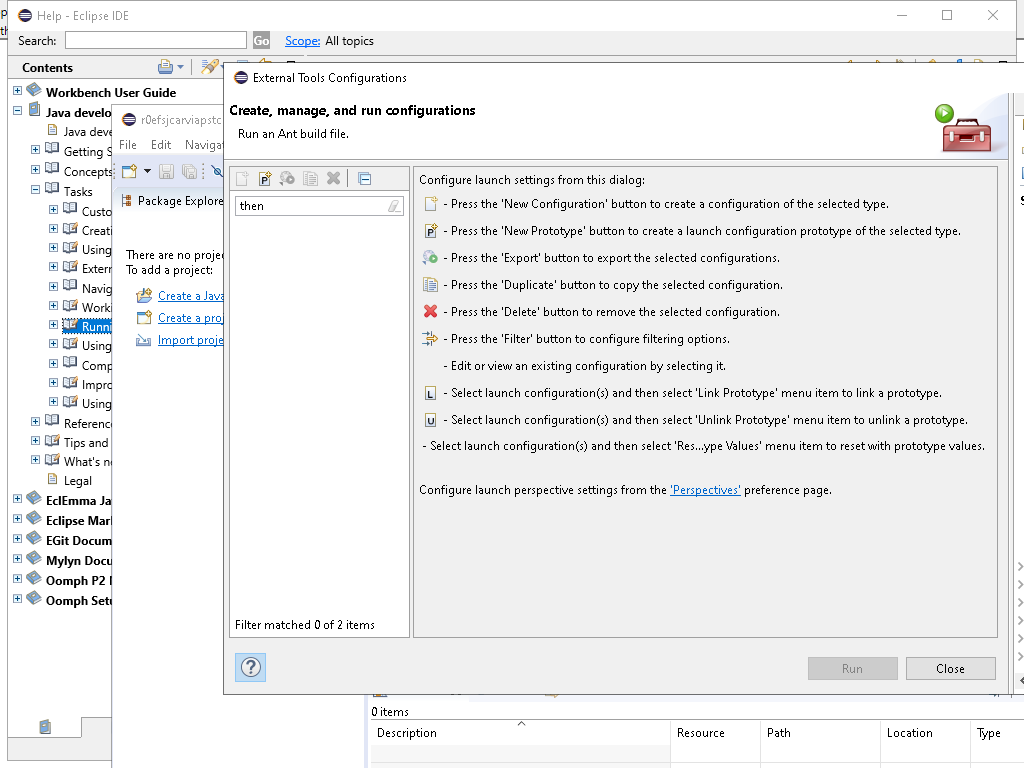 Help - Eclipse IDE
Search:
Go
Scope: All topics
Contents
Workbench User Guide
Java develo
Java deve
Getting S
Concepts
Tasks
Custo
Creati
Using
Extern
Navig
Worki
Runni
Using
Comp
Impro
Using
Referenc
Tips and
What's n
Legal
EclEmma Ja
Eclipse Mar
EGit Docum
Mylyn Docu
Oomph P2
Oomph Setu
r0efsjcarviapstc
File Edit Navigat
Package Explore
There are no projec
To add a project:
Create a Java
Create a proj
Import proje
External Tools Configurations
Create, manage, and run configurations
Run an Ant build file.
then
Filter matched 0 of 2 items
Configure launch settings from this dialog:
- Press the 'New Configuration' button to create a configuration of the selected type.
- Press the 'New Prototype' button to create a launch configuration prototype of the selected type.
- Press the 'Export' button to export the selected configurations.
- Press the 'Duplicate' button to copy the selected configuration.
- Press the 'Delete' button to remove the selected configuration.
- Press the 'Filter' button to configure filtering options.
- Edit or view an existing configuration by selecting it.
- Select launch configuration(s) and then select 'Link Prototype' menu item to link a prototype.
- Select launch configuration(s) and then select 'Unlink Prototype' menu item to unlink a prototype.
- Select launch configuration(s) and then select 'Res...ype Values' menu item to reset with prototype values.
Configure launch perspective settings from the 'Perspectives' preference page.
Run
Close
0 items
Description Resource Path Location Type